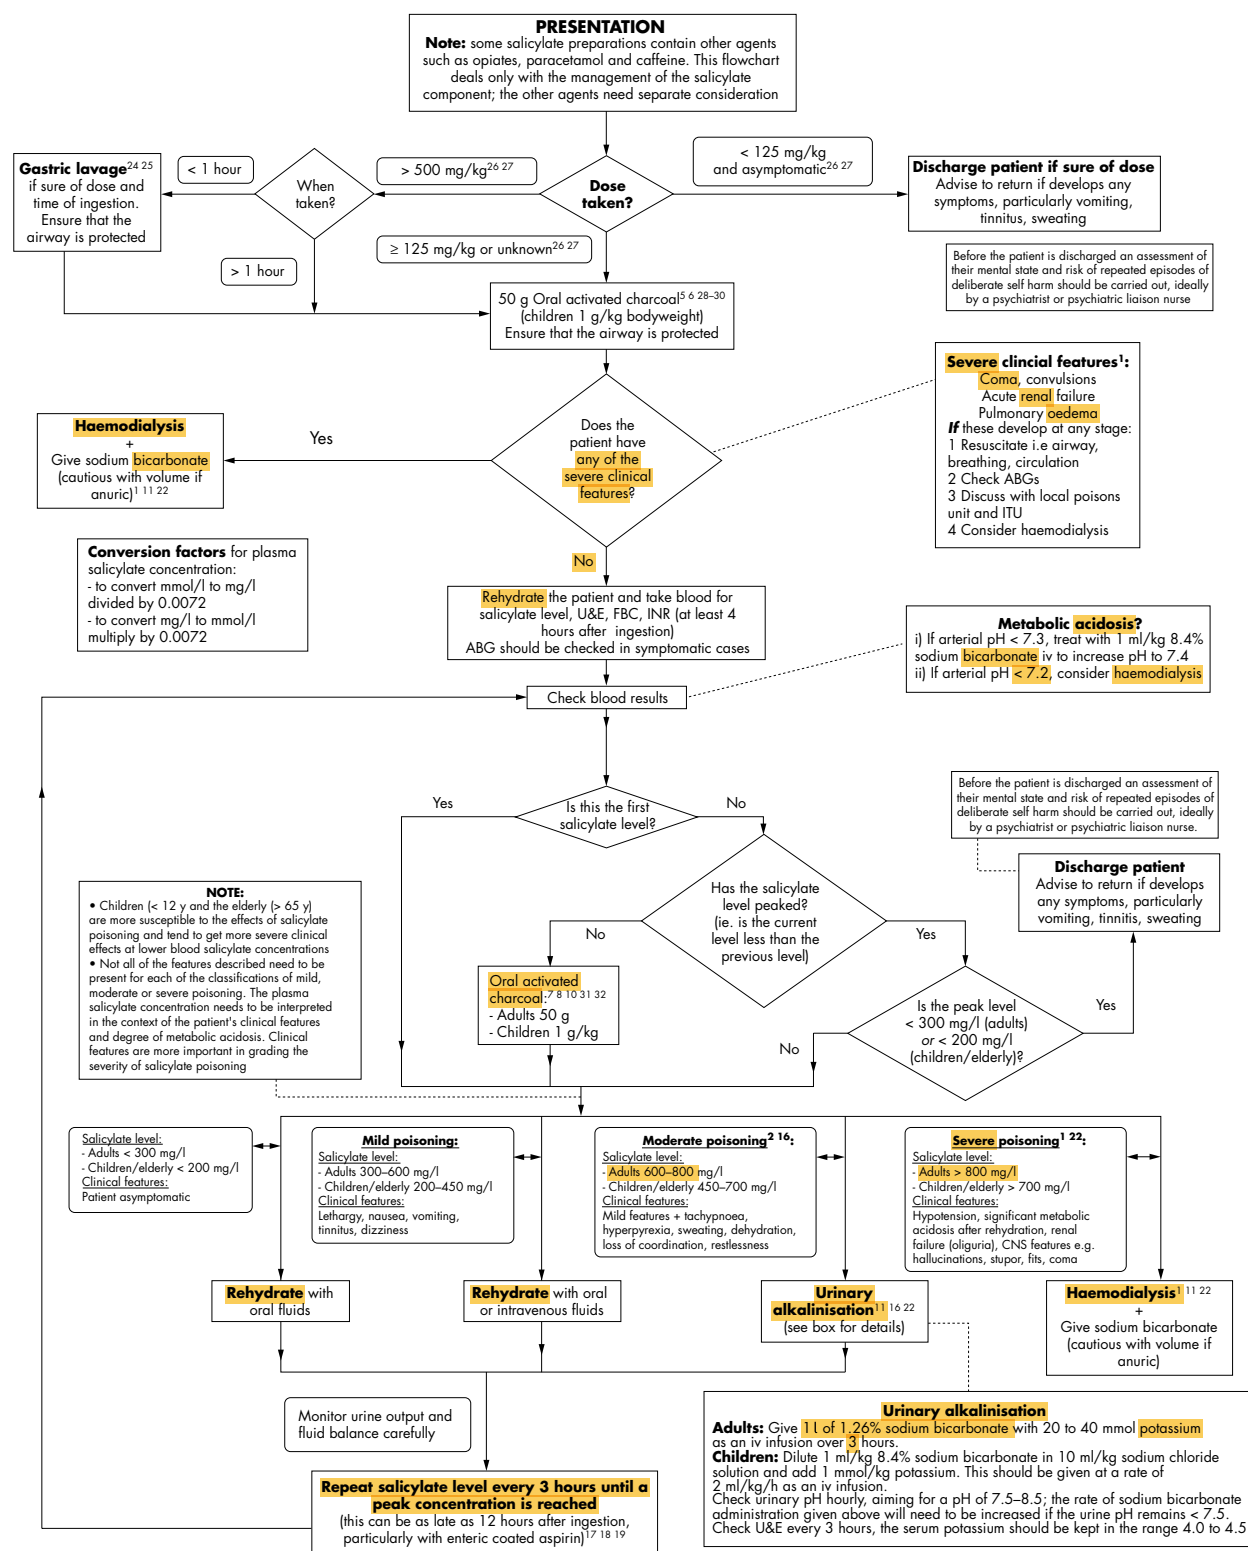 PRESENTATION
Note: some salicylate preparations contain other agents
such as opiates, paracetamol and caffeine. This flowchart
deals only with the management of the salicylate
component; the other agents need separate consideration
Gastric lavage24 25
if sure of dose and
time of ingestion.
Ensure that the
airway is protected
< 1 hour
When
taken?
> 500 mg/kg26 27
Dose
taken?
< 125 mg/kg
and asymptomatic26 27
Discharge patient if sure of dose
Advise to return if develops any
symptoms, particularly vomiting,
tinnitus, sweating
≥ 125 mg/kg or unknown26 27
> 1 hour
Before the patient is discharged an assessment of
their mental state and risk of repeated episodes of
deliberate self harm should be carried out, ideally
by a psychiatrist or psychiatric liaison nurse
50 g Oral activated charcoal5 6 28–30
(children 1 g/kg bodyweight)
Ensure that the airway is protected
Severe clincial features1:
Coma, convulsions
Acute renal failure
Pulmonary oedema
If these develop at any stage:
1 Resuscitate i.e airway,
breathing, circulation
2 Check ABGs
3 Discuss with local poisons
unit and ITU
4 Consider haemodialysis
Does the
patient have
any of the
severe clinical
features?
Yes
Haemodialysis
+
Give sodium bicarbonate
(cautious with volume if
anuric)1 11 22
Conversion factors for plasma
salicylate concentration:
- to convert mmol/l to mg/l
divided by 0.0072
- to convert mg/l to mmol/l
multiply by 0.0072
No
Rehydrate the patient and take blood for
salicylate level, U&E, FBC, INR (at least 4
hours after ingestion)
ABG should be checked in symptomatic cases
Metabolic acidosis?
i) If arterial pH < 7.3, treat with 1 ml/kg 8.4%
sodium bicarbonate iv to increase pH to 7.4
ii) If arterial pH < 7.2, consider haemodialysis
Check blood results
Is this the first
salicylate level?
Yes
No
Before the patient is discharged an assessment of
their mental state and risk of repeated episodes of
deliberate self harm should be carried out, ideally
by a psychiatrist or psychiatric liaison nurse.
Discharge patient
Advise to return if develops
any symptoms, particularly
vomiting, tinnitis, sweating
Has the salicylate
level peaked?
(ie. is the current
level less than the
previous level)
No
Yes
NOTE:
• Children (< 12 y and the elderly (> 65 y)
are more susceptible to the effects of salicylate
poisoning and tend to get more severe clinical
effects at lower blood salicylate concentrations
• Not all of the features described need to be
present for each of the classifications of mild,
moderate or severe poisoning. The plasma
salicylate concentration needs to be interpreted
in the context of the patient's clinical features
and degree of metabolic acidosis. Clinical
features are more important in grading the
severity of salicylate poisoning
Oral activated
charcoal:7 8 10 31 32
- Adults 50 g
- Children 1 g/kg
Is the peak level
< 300 mg/l (adults)
or < 200 mg/l
(children/elderly)?
Yes
No
Salicylate level:
- Adults < 300 mg/l
- Children/elderly < 200 mg/l
Clinical features:
Patient asymptomatic
Mild poisoning:
Salicylate level:
- Adults 300–600 mg/l
- Children/elderly 200–450 mg/l
Clinical features:
Lethargy, nausea, vomiting,
tinnitus, dizziness
Moderate poisoning2 16:
Salicylate level:
- Adults 600–800 mg/l
- Children/elderly 450–700 mg/l
Clinical features:
Mild features + tachypnoea,
hyperpyrexia, sweating, dehydration,
loss of coordination, restlessness
Severe poisoning1 22:
Salicylate level:
- Adults > 800 mg/l
- Children/elderly > 700 mg/l
Clinical features:
Hypotension, significant metabolic
acidosis after rehydration, renal
failure (oliguria), CNS features e.g.
hallucinations, stupor, fits, coma
Rehydrate with
oral fluids
Rehydrate with oral
or intravenous fluids
Urinary
alkalinisation11 16 22
(see box for details)
Haemodialysis1 11 22
+
Give sodium bicarbonate
(cautious with volume if
anuric)
Monitor urine output and
fluid balance carefully
Urinary alkalinisation
Adults: Give 1 l of 1.26% sodium bicarbonate with 20 to 40 mmol potassium
as an iv infusion over 3 hours.
Children: Dilute 1 ml/kg 8.4% sodium bicarbonate in 10 ml/kg sodium chloride
solution and add 1 mmol/kg potassium. This should be given at a rate of
2 ml/kg/h as an iv infusion.
Check urinary pH hourly, aiming for a pH of 7.5–8.5; the rate of sodium bicarbonate
administration given above will need to be increased if the urine pH remains < 7.5.
Check U&E every 3 hours, the serum potassium should be kept in the range 4.0 to 4.5
Repeat salicylate level every 3 hours until a
peak concentration is reached
(this can be as late as 12 hours after ingestion,
particularly with enteric coated aspirin)17 18 19